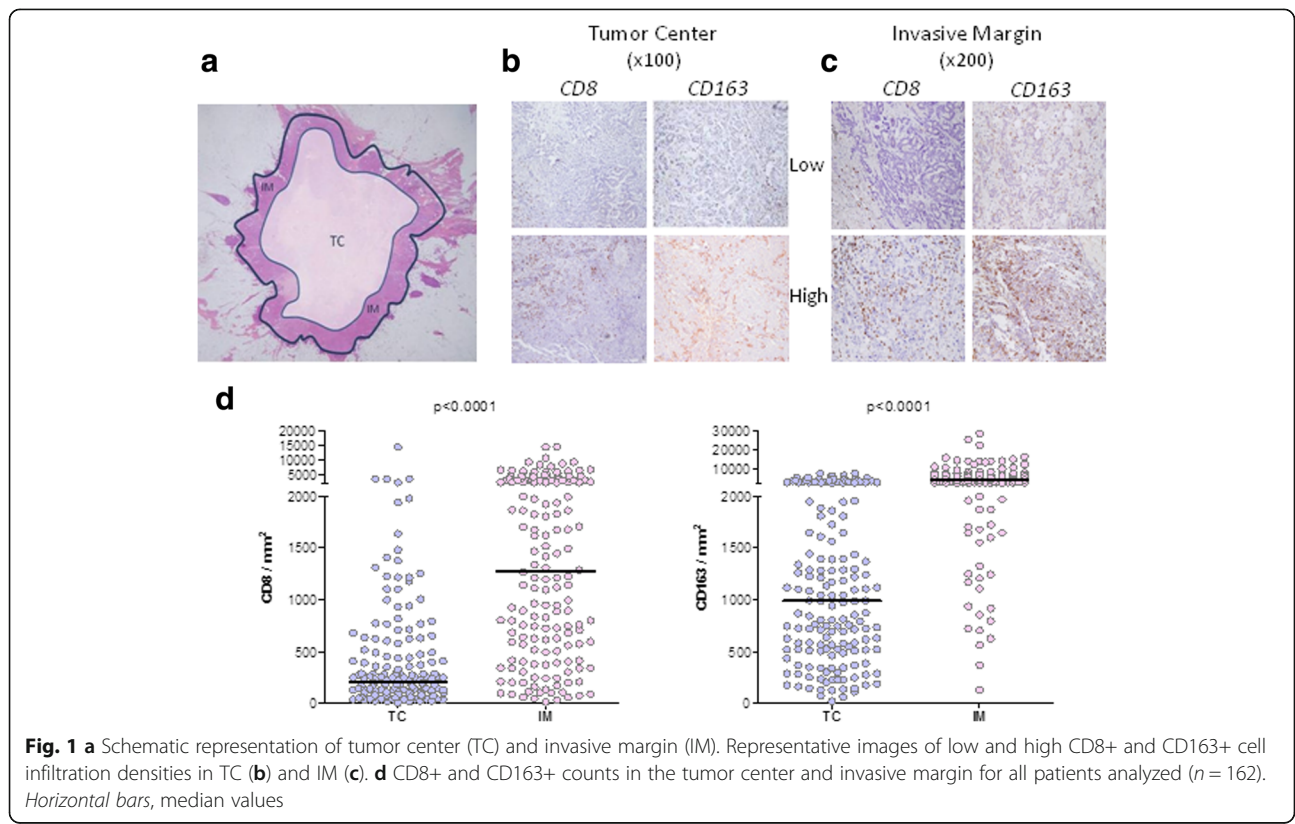 Tumor Center
(x100)
Invasive Margin
(x200)
a
b
c
CD8
CD163
CD8
CD163
IM
TC
IM
Low
High
d
p<0.0001
20000
15000
10000
5000
2000
1500
1000
500
0
CD8 / mm²
TC
IM
p<0.0001
30000
20000
10000
2000
1500
1000
500
0
CD163 / mm²
TC
IM
Fig. 1 a Schematic representation of tumor center (TC) and invasive margin (IM). Representative images of low and high CD8+ and CD163+ cell
infiltration densities in TC (b) and IM (c). d CD8+ and CD163+ counts in the tumor center and invasive margin for all patients analyzed (n = 162).
Horizontal bars, median values